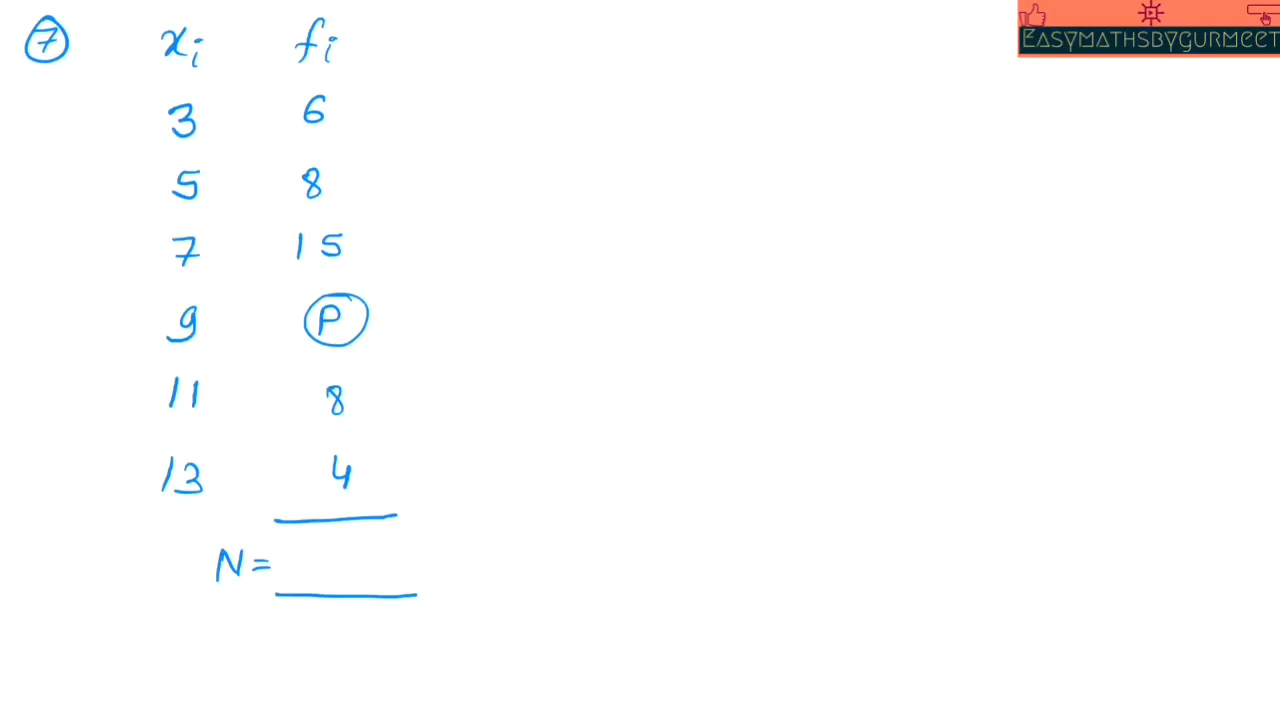 7 xi fi
EASYMATHSBYGURMEET
3 6
5 8
7 15
9 P
11 8
13 4
N =